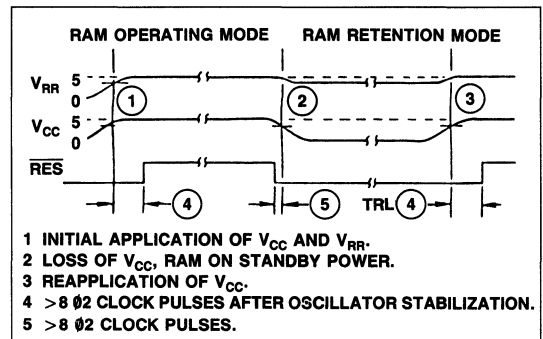 RAM OPERATING MODE RAM RETENTION MODE
VRR 5
0
1 2 3
VCC 5
0
RES
4 5 TRL 4
1 INITIAL APPLICATION OF VCC AND VRR.
2 LOSS OF VCC, RAM ON STANDBY POWER.
3 REAPPLICATION OF VCC.
4 >8 Ø2 CLOCK PULSES AFTER OSCILLATOR STABILIZATION.
5 >8 Ø2 CLOCK PULSES.